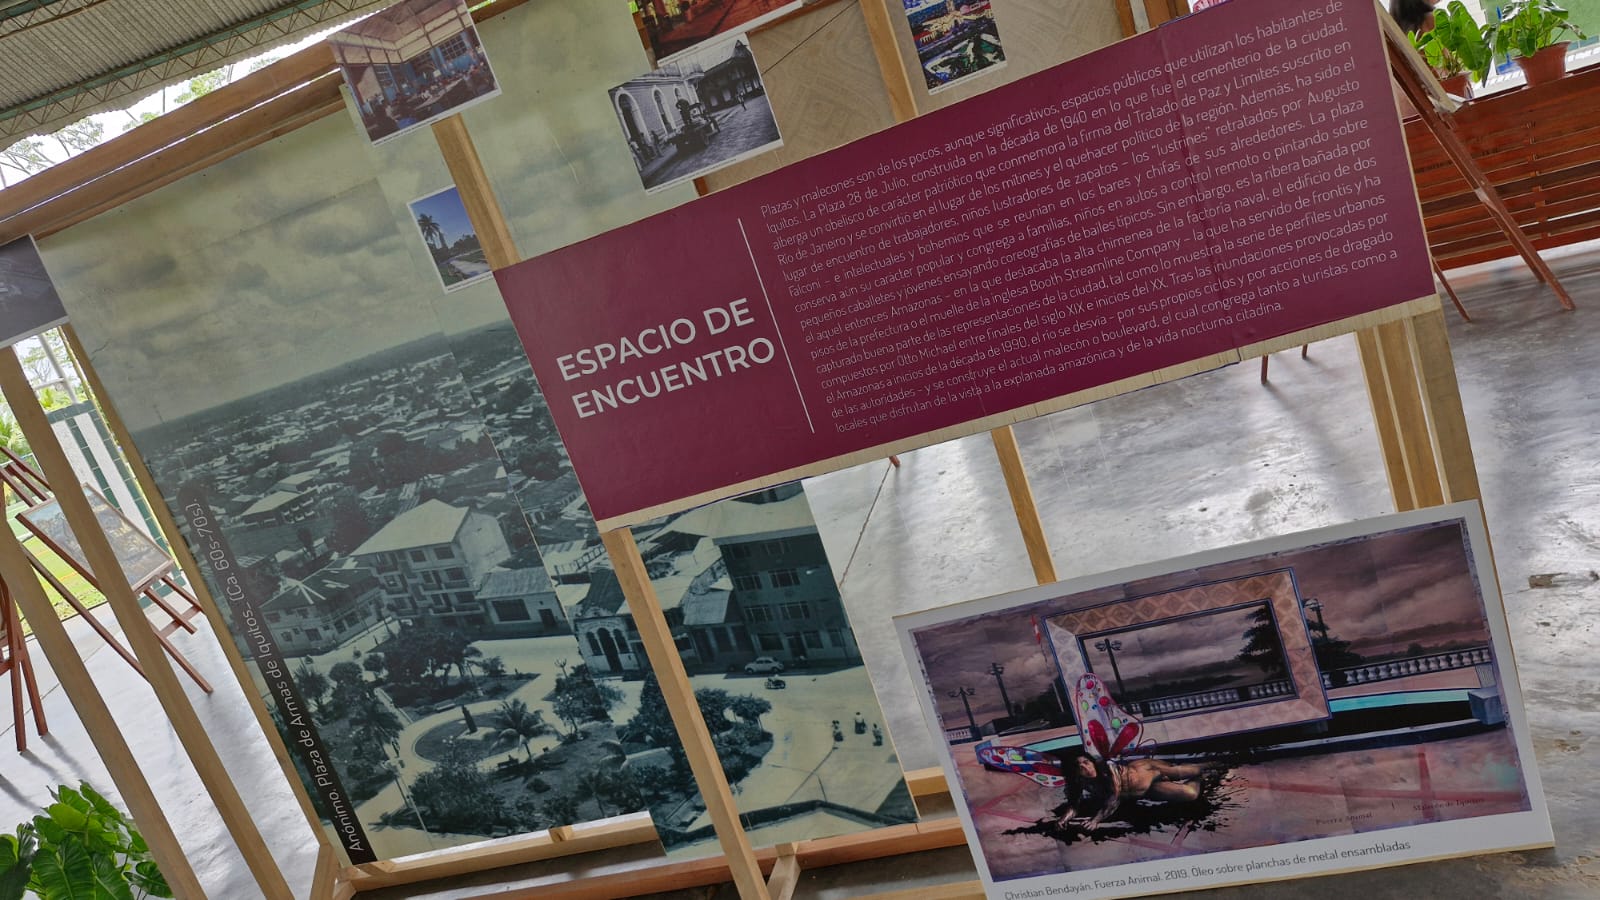 ESPACIO DE
ENCUENTRO
Plazas y malecones son de los pocos, aunque significativos, espacios públicos que utilizan los habitantes de
Iquitos. La Plaza 28 de Julio, construida en la década de 1940 en lo que fue el cementerio de la ciudad,
alberga un obelisco de carácter patriótico que conmemora la firma del Tratado de Paz y Límites suscrito en
Río de Janeiro y se convirtió en el lugar de los mítines y el quehacer político de la región. Además, ha sido el
lugar de encuentro de trabajadores, niños lustradores de zapatos – los "lustrines" retratados por Augusto
Falconi – e intelectuales y bohemios que se reunían en los bares y chifas de sus alrededores. La plaza
conserva aún su carácter popular y congrega a familias, niños en autos a control remoto o pintando sobre
pequeños caballetes y jóvenes ensayando coreografías de bailes típicos. Sin embargo, es la ribera bañada por
el aquel entonces Amazonas – en la que destacaba la alta chimenea de la factoría naval, el edificio de dos
pisos de la prefectura o el muelle de la inglesa Booth Streamline Company – la que ha servido de frontis y ha
capturado buena parte de las representaciones de la ciudad, tal como lo muestra la serie de perfiles urbanos
compuestos por Otto Michael entre finales del siglo XIX e inicios del XX. Tras las inundaciones provocadas por
el Amazonas a inicios de la década de 1990, el río se desvía – por sus propios ciclos y por acciones de dragado
de las autoridades – y se construye el actual malecón o boulevard, el cual congrega tanto a turistas como a
locales que disfrutan de la vista a la explanada amazónica y de la vida nocturna citadina.
Anónimo, Plaza de Armas de Iquitos_ (Ca. 60s-70s)
Fuerza Animal | Malecón de Iquitos
Christian Bendayán. Fuerza Animal. 2019. Óleo sobre planchas de metal ensambladas